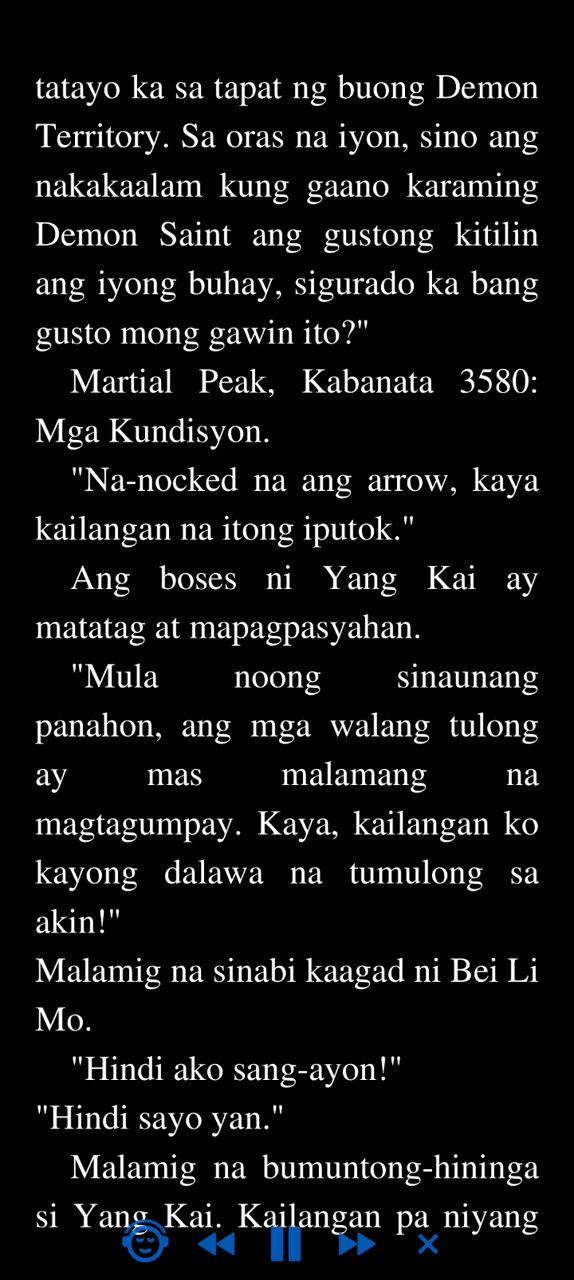 tatayo ka sa tapat ng buong Demon
Territory. Sa oras na iyon, sino ang
nakakaalam kung gaano karaming
Demon Saint ang gustong kitilin
ang iyong buhay, sigurado ka bang
gusto mong gawin ito?"
Martial Peak, Kabanata 3580:
Mga Kundisyon.
"Na-nocked na ang arrow, kaya
kailangan na itong iputok."
Ang boses ni Yang Kai ay
matatag at mapagpasyahan.
"Mula noong sinaunang
panahon, ang mga walang tulong
ay mas malamang na
magtagumpay. Kaya, kailangan ko
kayong dalawa na tumulong sa
akin!"
Malamig na sinabi kaagad ni Bei Li
Mo.
"Hindi ako sang-ayon!"
"Hindi sayo yan."
Malamig na bumuntong-hininga
si Yang Kai. Kailangan pa niyang